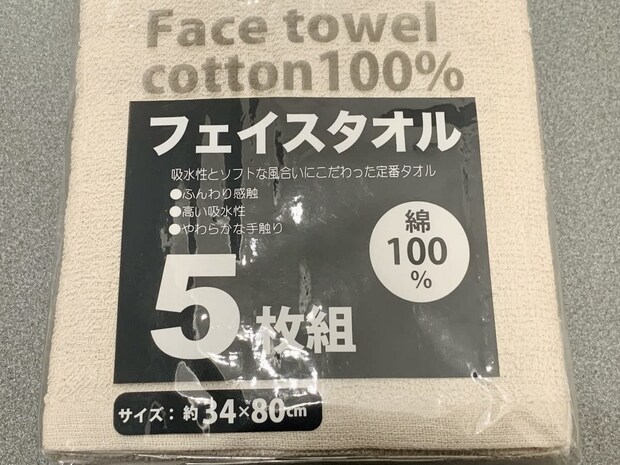 Face towel
cotton100%
フェイスタオル
吸水性とソフトな風合いにこだわった定番タオル
●ふんわり感触
●高い吸水性
●やわらかな手触り
綿
100
%
5枚組
サイズ：約34×80cm